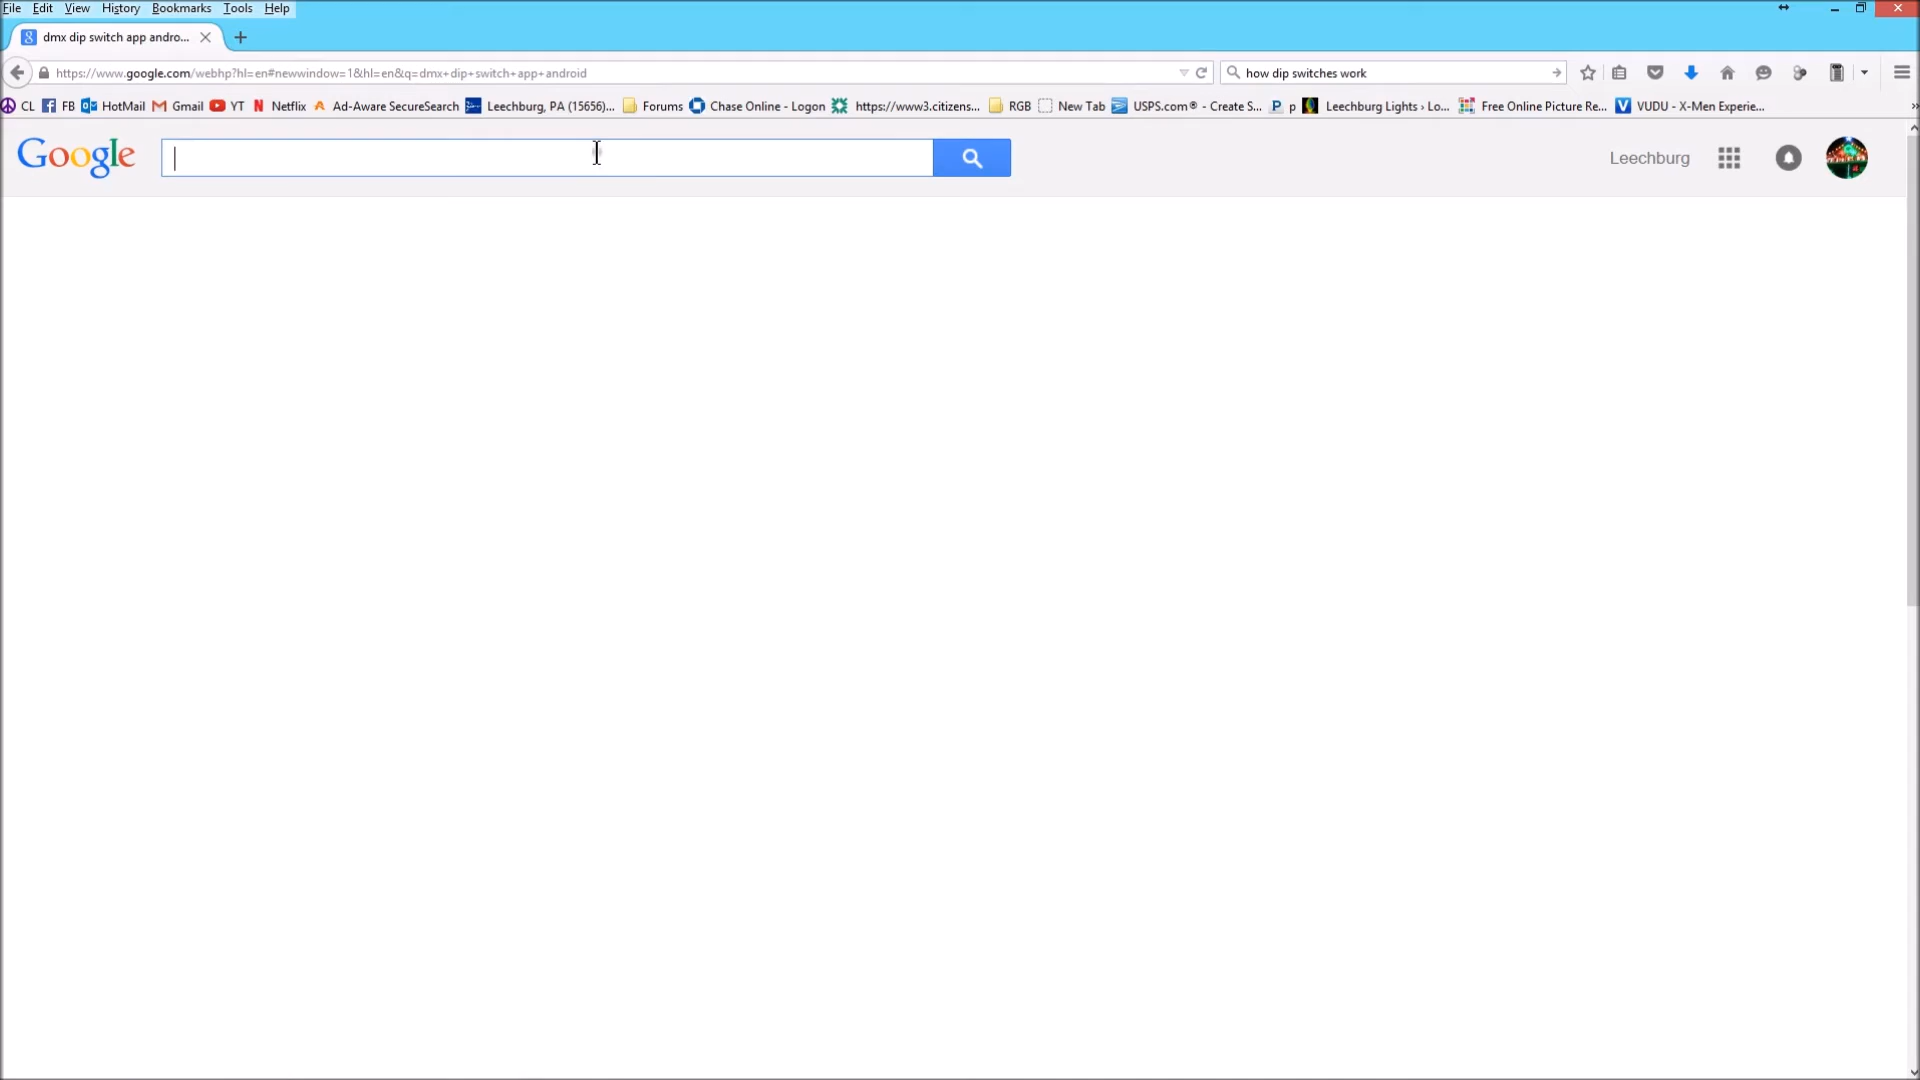 File Edit View History Bookmarks Tools Help
dmx dip switch app andro...
https://www.google.com/webhp?hl=en#newwindow=1&hl=en&q=dmx+dip+switch+app+android
how dip switches work
CL FB HotMail Gmail YT Netflix Ad-Aware SecureSearch Leechburg, PA (15656)... Forums Chase Online - Logon https://www3.citizens... RGB New Tab USPS.com® - Create S... P p Leechburg Lights › Lo... Free Online Picture Re... V VUDU - X-Men Experie...
Google
Leechburg